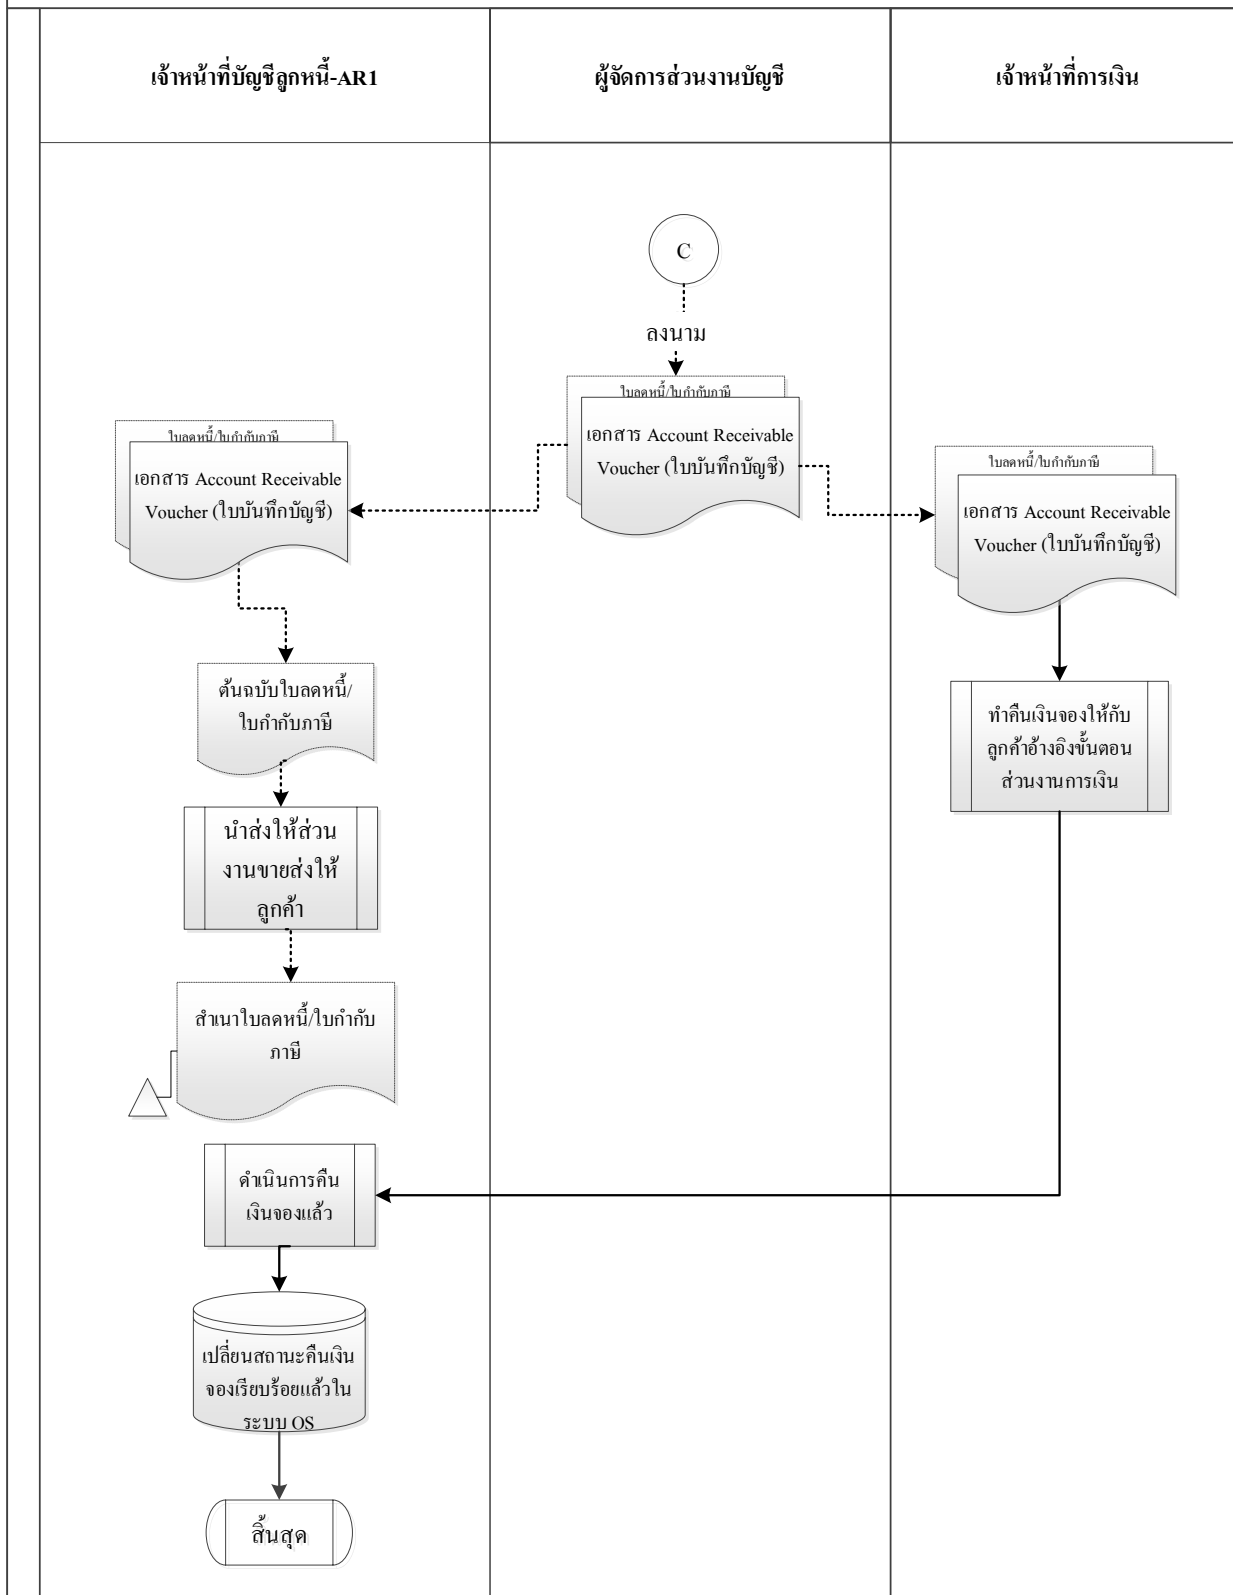 เจ้าหน้าที่บัญชีลูกหนี้-AR1
ผู้จัดการส่วนงานบัญชี
เจ้าหน้าที่การเงิน
C
ลงนาม
ใบลดหนี้/ใบกำกับภาษี
เอกสาร Account Receivable
Voucher (ใบบันทึกบัญชี)
ใบลดหนี้/ใบกำกับภาษี
เอกสาร Account Receivable
Voucher (ใบบันทึกบัญชี)
ใบลดหนี้/ใบกำกับภาษี
เอกสาร Account Receivable
Voucher (ใบบันทึกบัญชี)
ต้นฉบับใบลดหนี้/
ใบกำกับภาษี
ทำคืนเงินจองให้กับ
ลูกค้าอ้างอิงขั้นตอน
ส่วนงานการเงิน
นำส่งให้ส่วน
งานขายส่งให้
ลูกค้า
สำเนาใบลดหนี้/ใบกำกับ
ภาษี
ดำเนินการคืน
เงินจองแล้ว
เปลี่ยนสถานะคืนเงิน
จองเรียบร้อยแล้วใน
ระบบ OS
สิ้นสุด